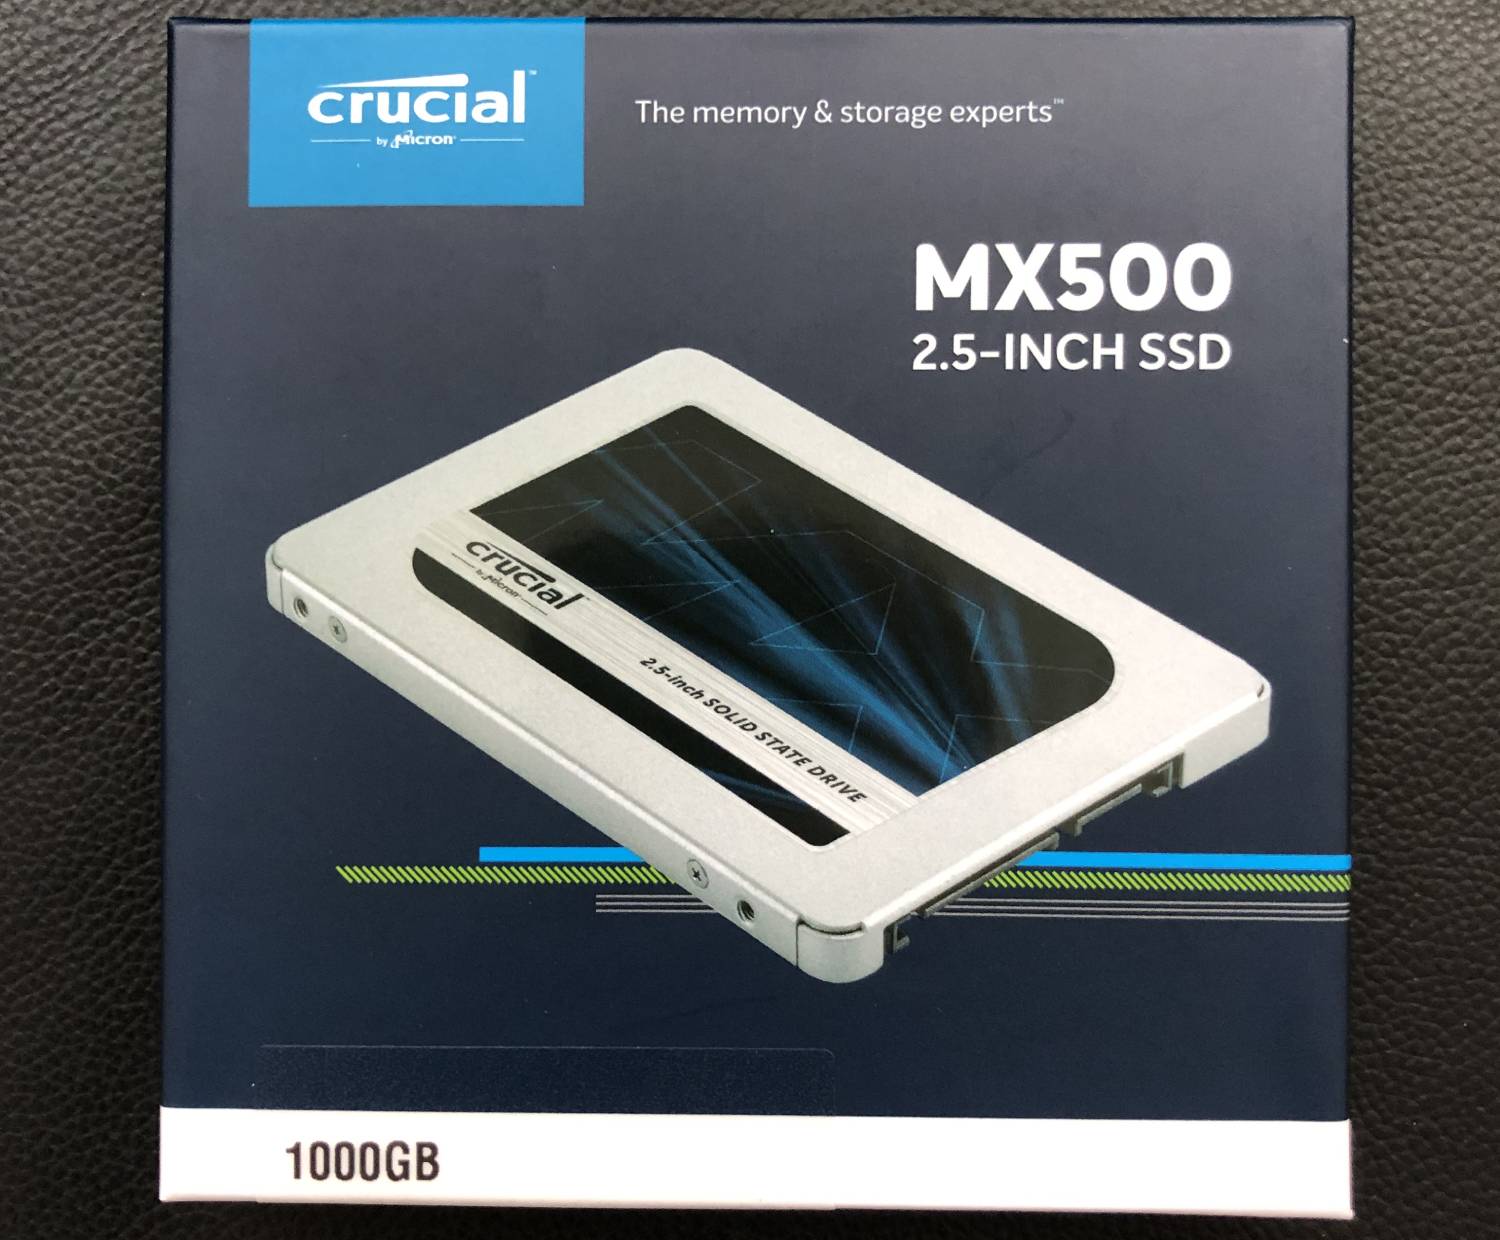 crucial™
by Micron®
The memory & storage experts™
MX500
2.5-INCH SSD
crucial
by Micron
2.5-inch SOLID STATE DRIVE
1000GB